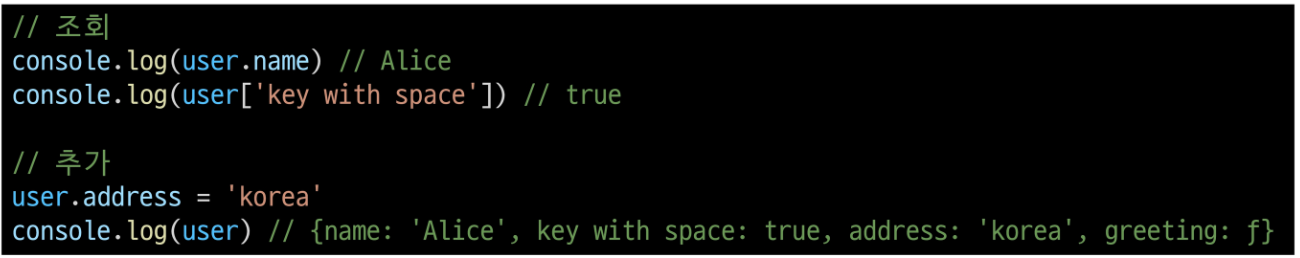 // 조회
console.log(user.name) // Alice
console.log(user['key with space']) // true
// 추가
user.address = 'korea'
console.log(user) // {name: 'Alice', key with space: true, address: 'korea', greeting: ƒ}